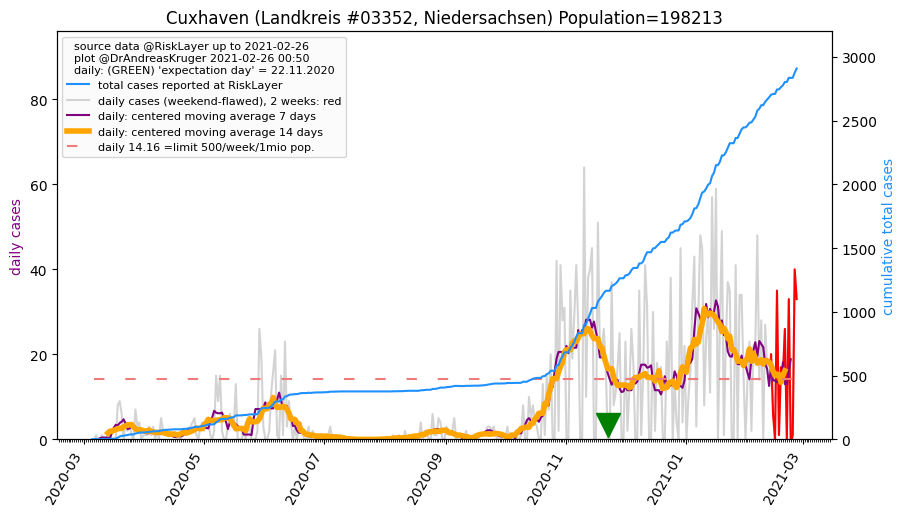 Cuxhaven (Landkreis #03352, Niedersachsen) Population=198213
source data @RiskLayer up to 2021-02-26
plot @DrAndreasKruger 2021-02-26 00:50
daily: (GREEN) 'expectation day' = 22.11.2020
total cases reported at RiskLayer
daily cases (weekend-flawed), 2 weeks: red
daily: centered moving average 7 days
daily: centered moving average 14 days
daily 14.16 =limit 500/week/1mio pop.
daily cases
0
20
40
60
80
cumulative total cases
0
500
1000
1500
2000
2500
3000
2020-03
2020-05
2020-07
2020-09
2020-11
2021-01
2021-03